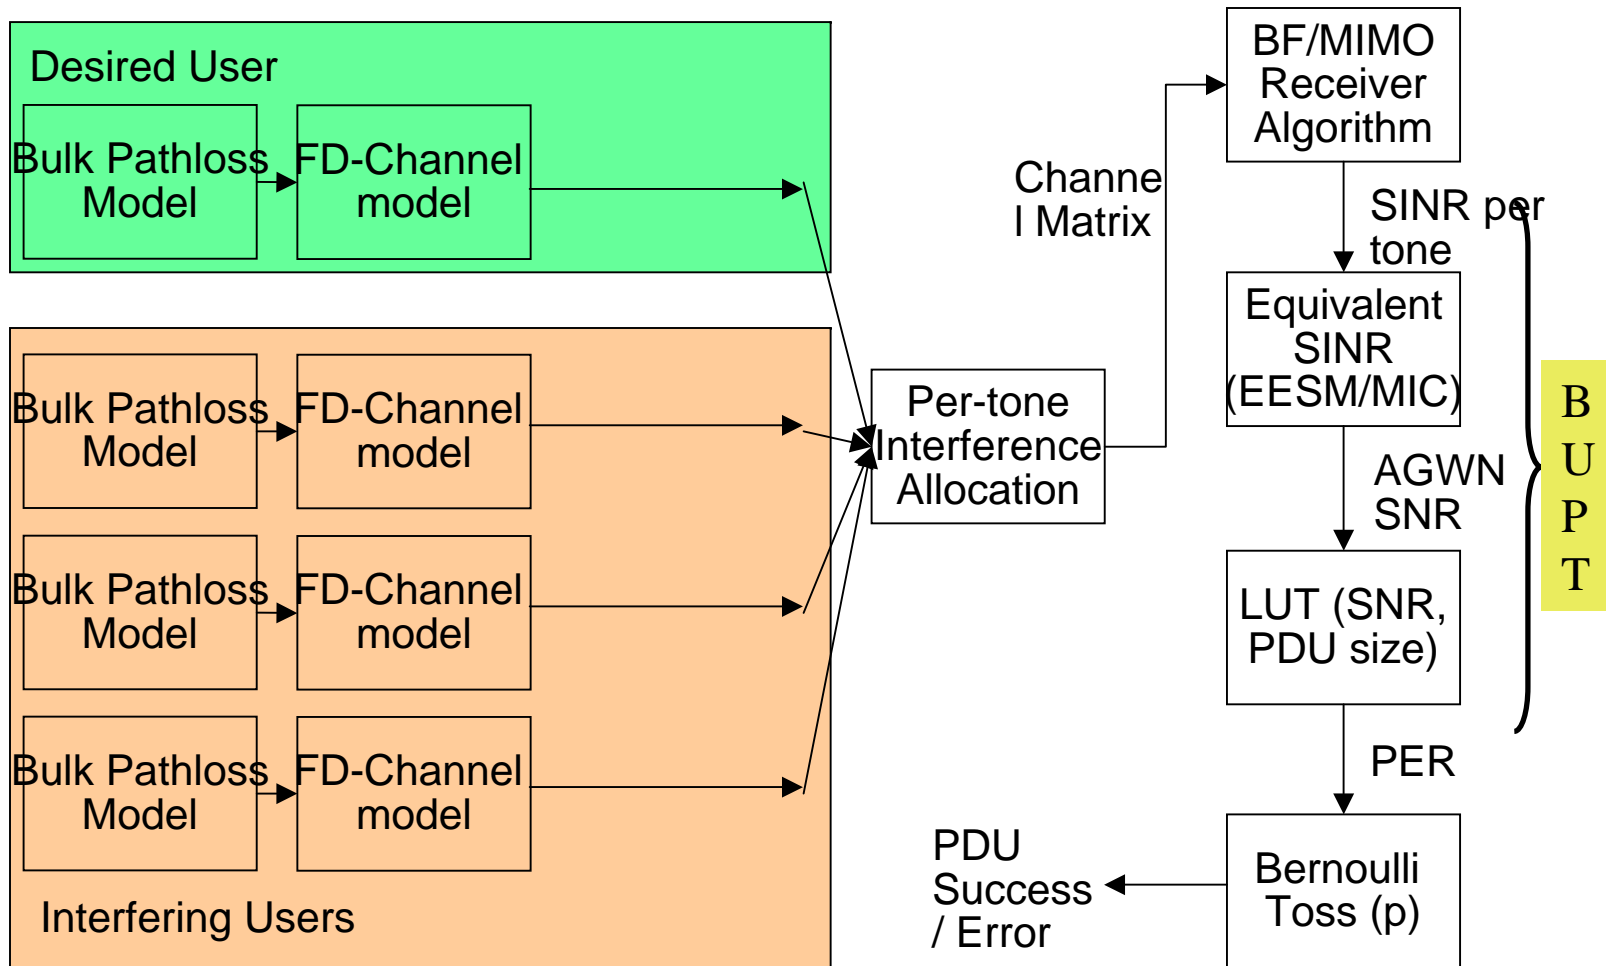 Desired User
Bulk Pathloss
Model
FD-Channel
model
Bulk Pathloss
Model
FD-Channel
model
Bulk Pathloss
Model
FD-Channel
model
Bulk Pathloss
Model
FD-Channel
model
Interfering Users
Per-tone
Interference
Allocation
Channe
l Matrix
BF/MIMO
Receiver
Algorithm
SINR per
tone
Equivalent
SINR
(EESM/MIC)
AGWN
SNR
LUT (SNR,
PDU size)
PER
Bernoulli
Toss (p)
PDU
Success
/ Error
B
U
P
T